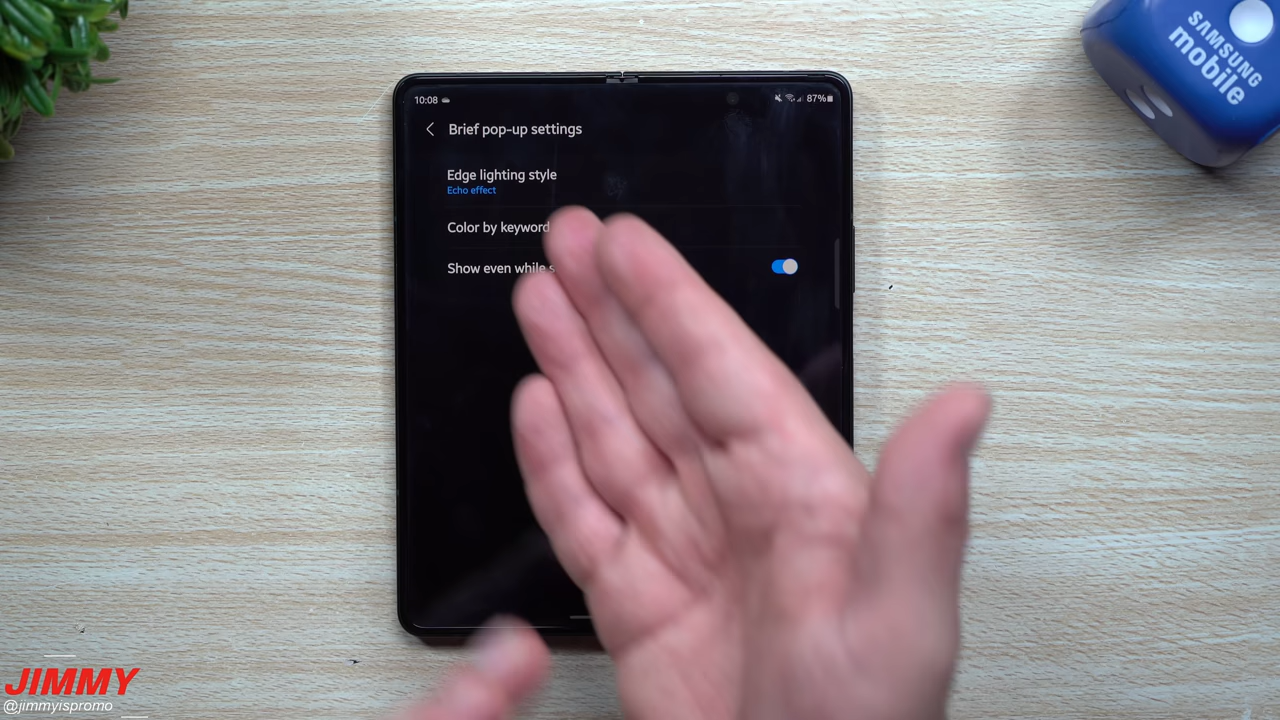 SAMSUNG
mobile
10:08
87%
Brief pop-up settings
Edge lighting style
Echo effect
Color by keyword
Show even while s
JIMMY
@jimmyispromo